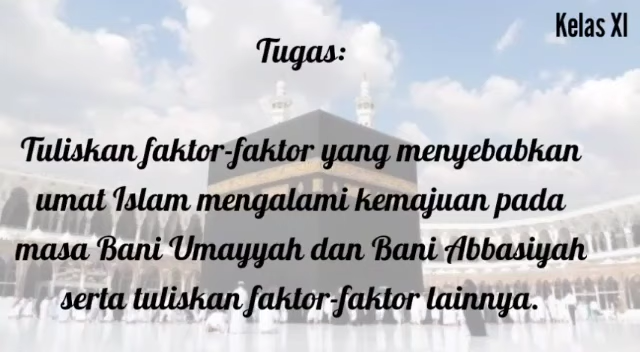 Kelas XI
Tugas:
Tuliskan faktor-faktor yang menyebabkan
umat Islam mengalami kemajuan pada
masa Bani Umayyah dan Bani Abbasiyah
serta tuliskan faktor-faktor lainnya.